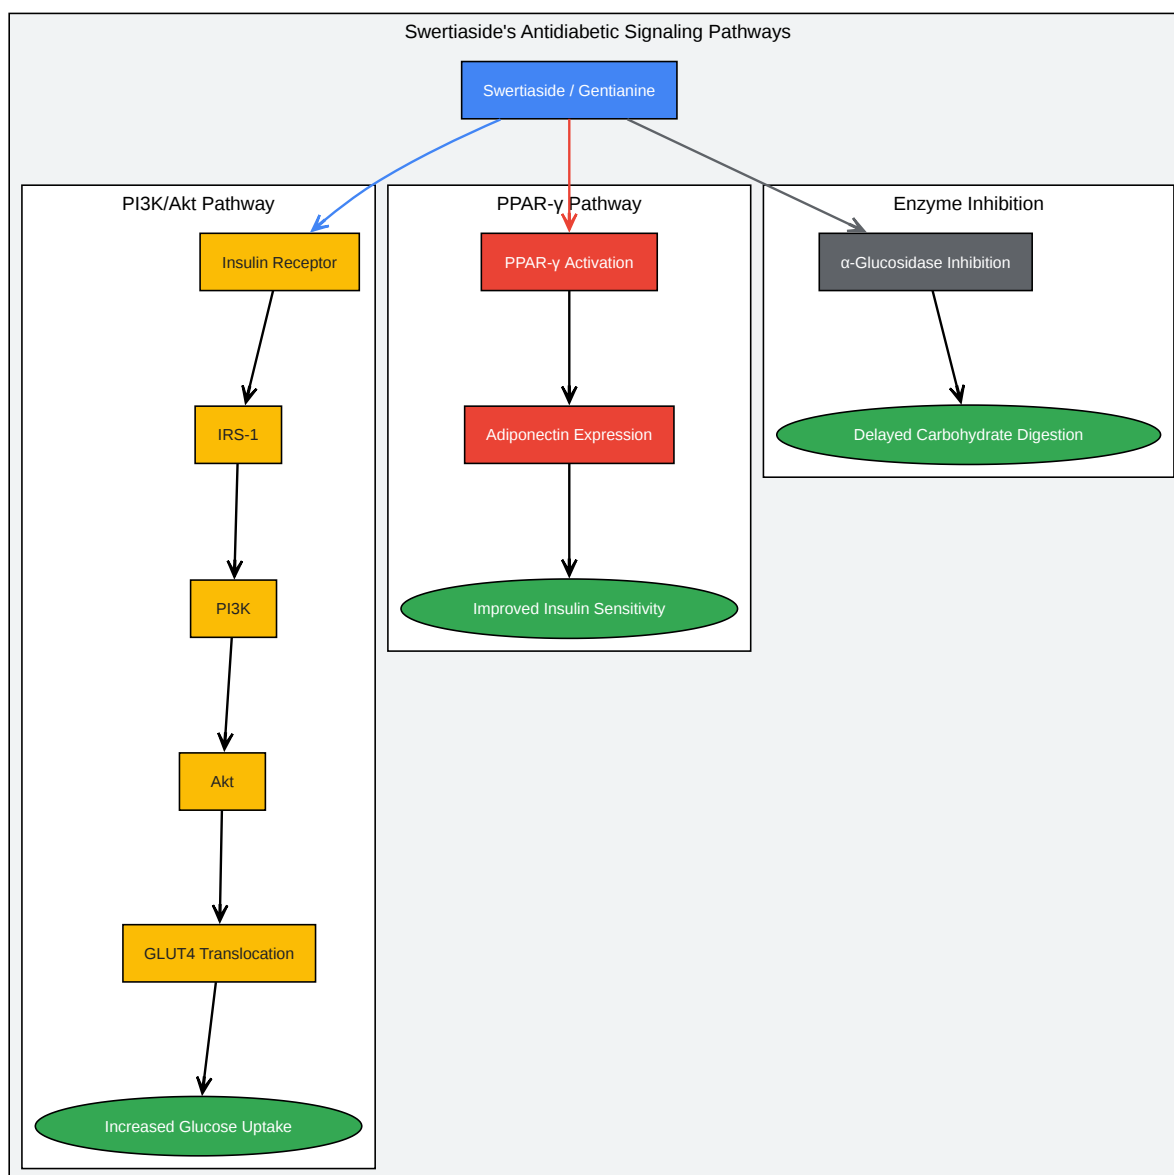 Swertiaside's Antidiabetic Signaling Pathways
Swertiaside / Gentianine
PI3K/Akt Pathway
Insulin Receptor
IRS-1
PI3K
Akt
GLUT4 Translocation
Increased Glucose Uptake
PPAR-γ Pathway
PPAR-γ Activation
Adiponectin Expression
Improved Insulin Sensitivity
Enzyme Inhibition
α-Glucosidase Inhibition
Delayed Carbohydrate Digestion